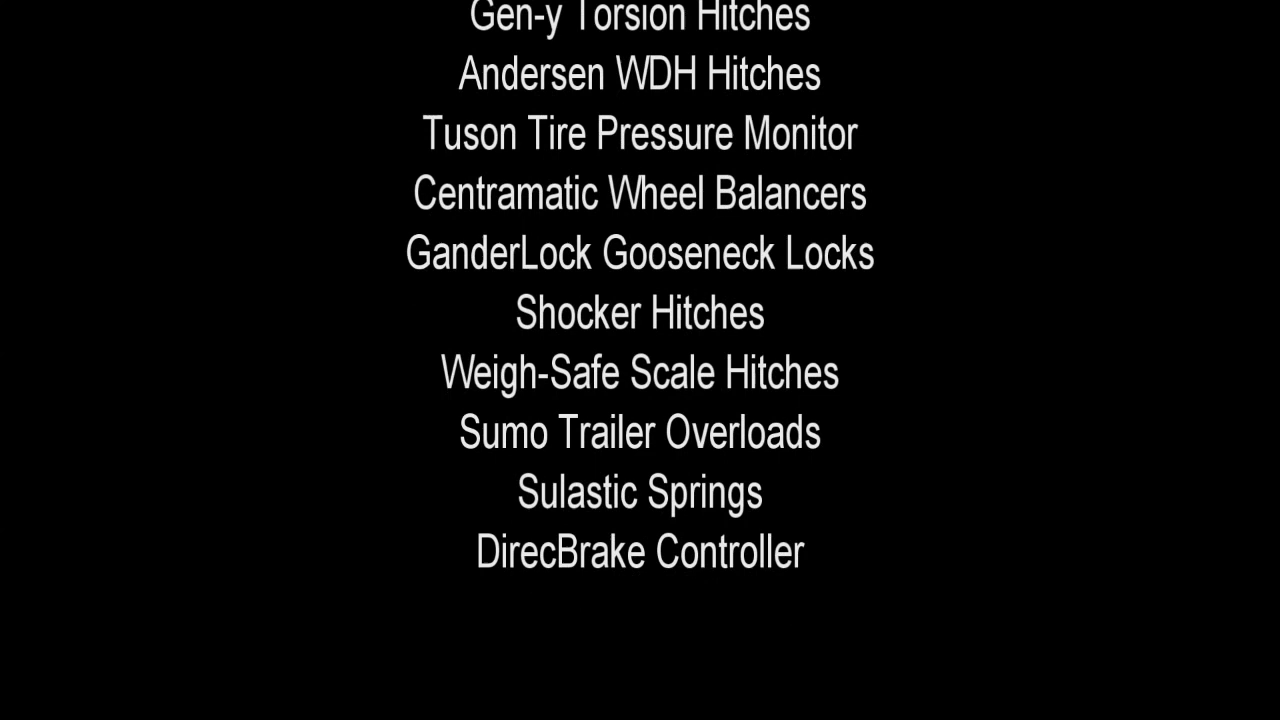 Gen-y Torsion Hitches
Andersen WDH Hitches
Tuson Tire Pressure Monitor
Centramatic Wheel Balancers
GanderLock Gooseneck Locks
Shocker Hitches
Weigh-Safe Scale Hitches
Sumo Trailer Overloads
Sulastic Springs
DirecBrake Controller